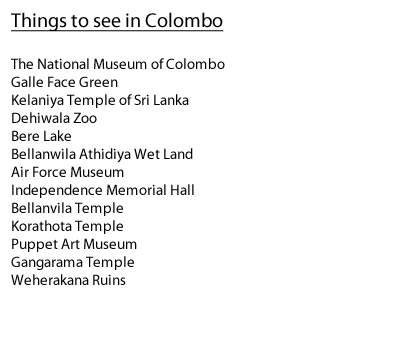 Things to see in Colombo
The National Museum of Colombo
Galle Face Green
Kelaniya Temple of Sri Lanka
Dehiwala Zoo
Bere Lake
Bellanwila Athidiya Wet Land
Air Force Museum
Independence Memorial Hall
Bellanvila Temple
Korathota Temple
Puppet Art Museum
Gangarama Temple
Weherakana Ruins